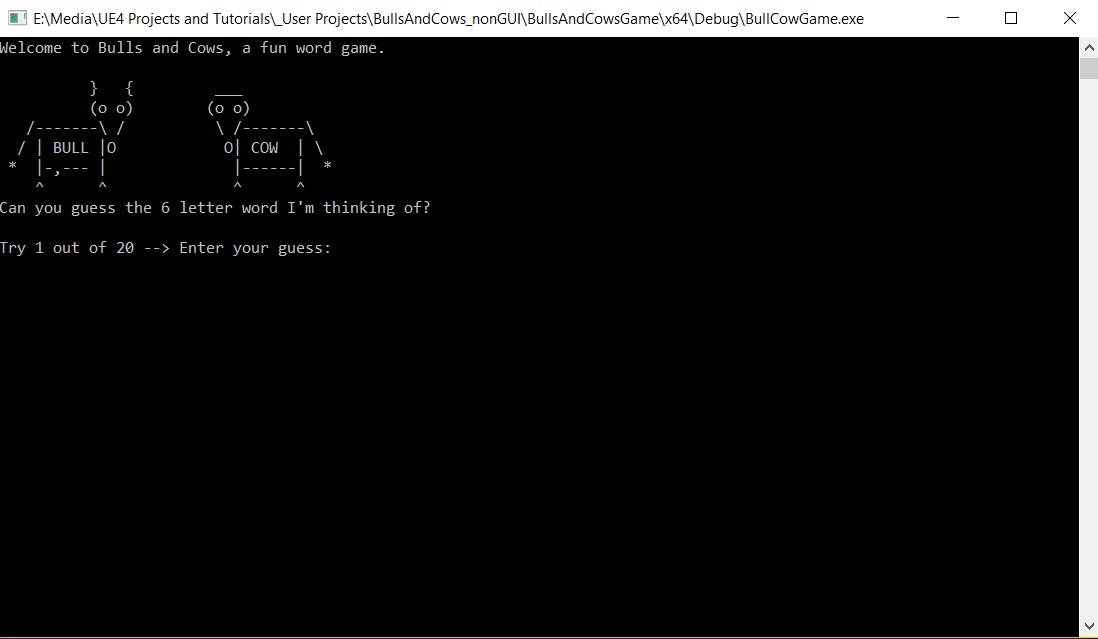 E:\Media\UE4 Projects and Tutorials\_User Projects\BullsAndCows_nonGUI\BullsAndCowsGame\x64\Debug\BullCowGame.exe
Welcome to Bulls and Cows, a fun word game.
          }   {         ___
          (o o)        (o o)
   /-------\ /          \ /-------\
  / | BULL |O            O| COW  | \
 *  |-,--- |              |------|  *
    ^      ^              ^      ^
Can you guess the 6 letter word I'm thinking of?
Try 1 out of 20 --> Enter your guess: